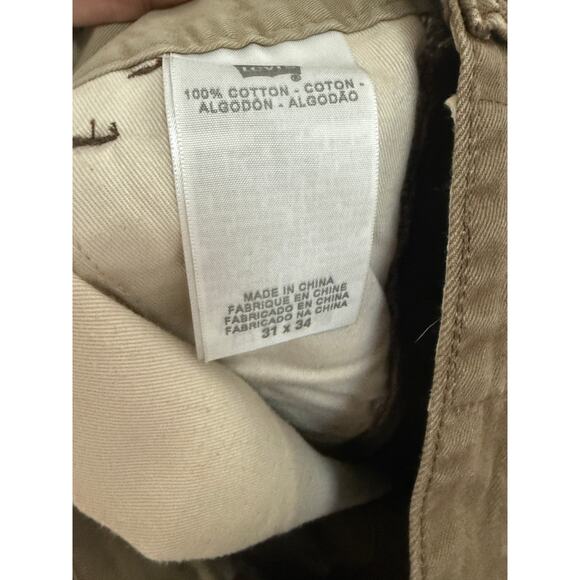 Levi's
®
100% COTTON - COTON -
ALGODÓN - ALGODÃO
MADE IN CHINA
FABRIQUE EN CHINE
FABRICADO EN CHINA
FABRICADO NA CHINA
31 X 34